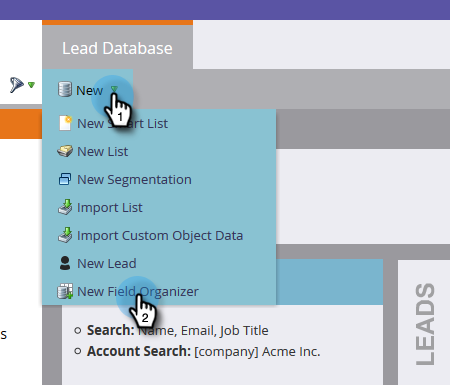 Lead Database
New
1
New Smart List
New List
New Segmentation
Import List
Import Custom Object Data
New Lead
New Field Organizer
2
Search: Name, Email, Job Title
Account Search: [company] Acme Inc.
s
LEADS